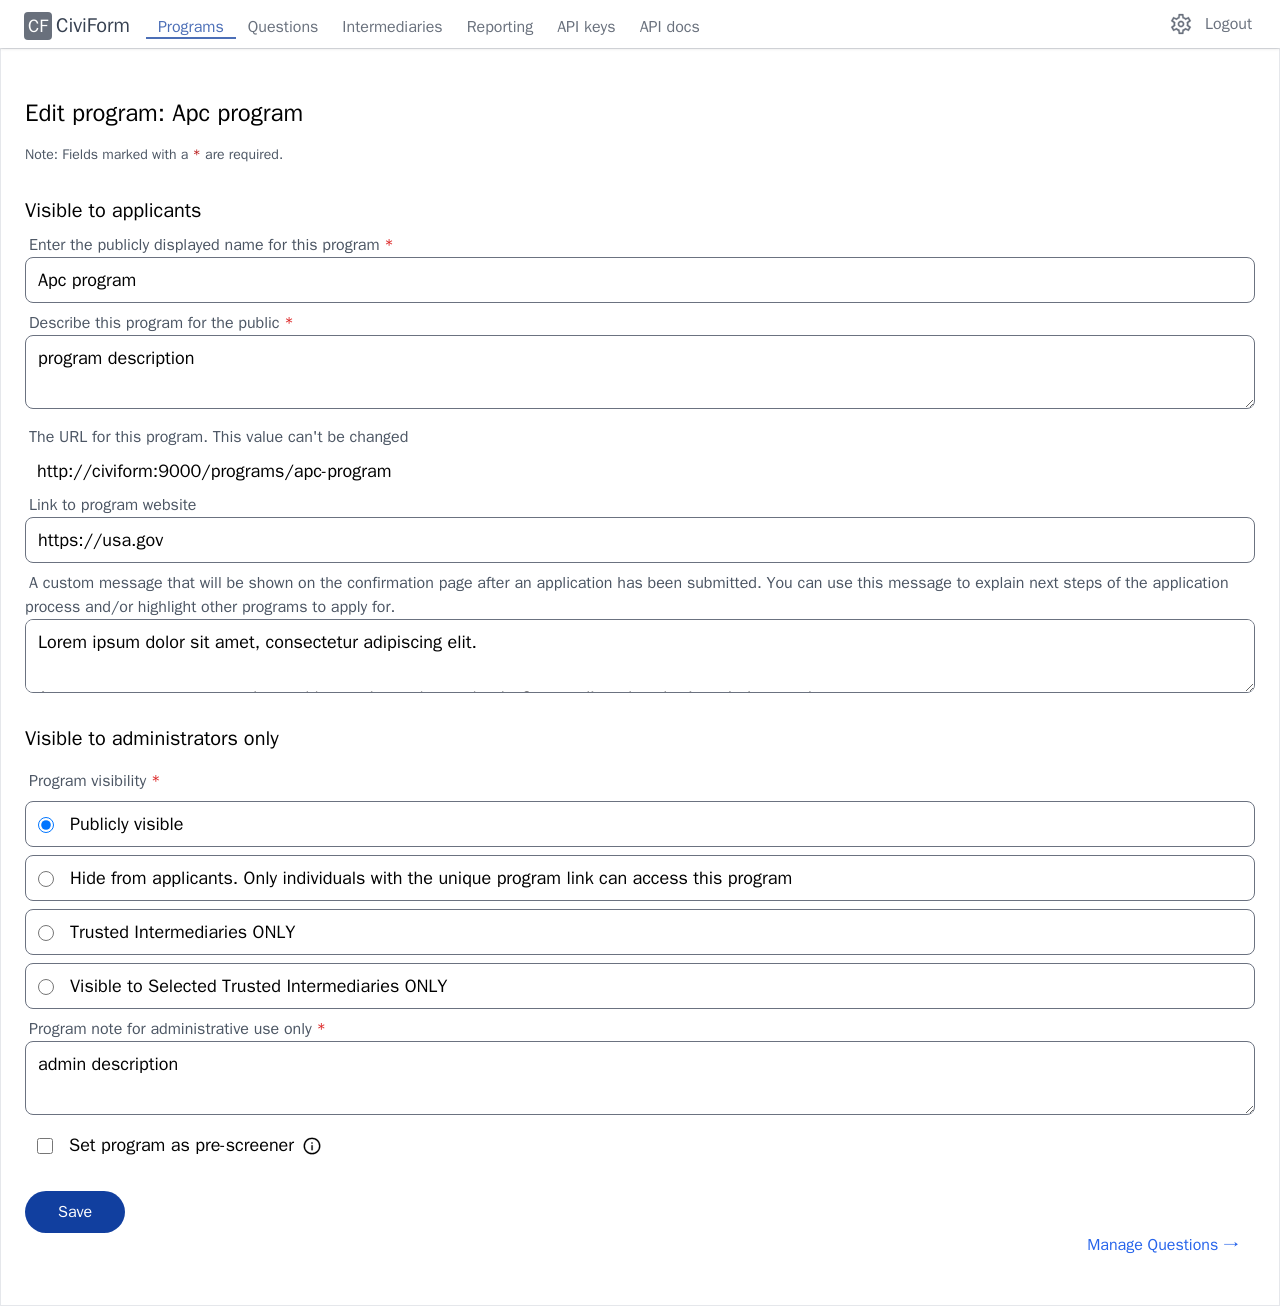 CF CiviForm Programs Questions Intermediaries Reporting API keys API docs Logout
Edit program: Apc program
Note: Fields marked with a * are required.
Visible to applicants
Enter the publicly displayed name for this program *
Apc program
Describe this program for the public *
program description
The URL for this program. This value can't be changed
http://civiform:9000/programs/apc-program
Link to program website
https://usa.gov
A custom message that will be shown on the confirmation page after an application has been submitted. You can use this message to explain next steps of the application
process and/or highlight other programs to apply for.
Lorem ipsum dolor sit amet, consectetur adipiscing elit.
Visible to administrators only
Program visibility *
Publicly visible
Hide from applicants. Only individuals with the unique program link can access this program
Trusted Intermediaries ONLY
Visible to Selected Trusted Intermediaries ONLY
Program note for administrative use only *
admin description
Set program as pre-screener
Save
Manage Questions →